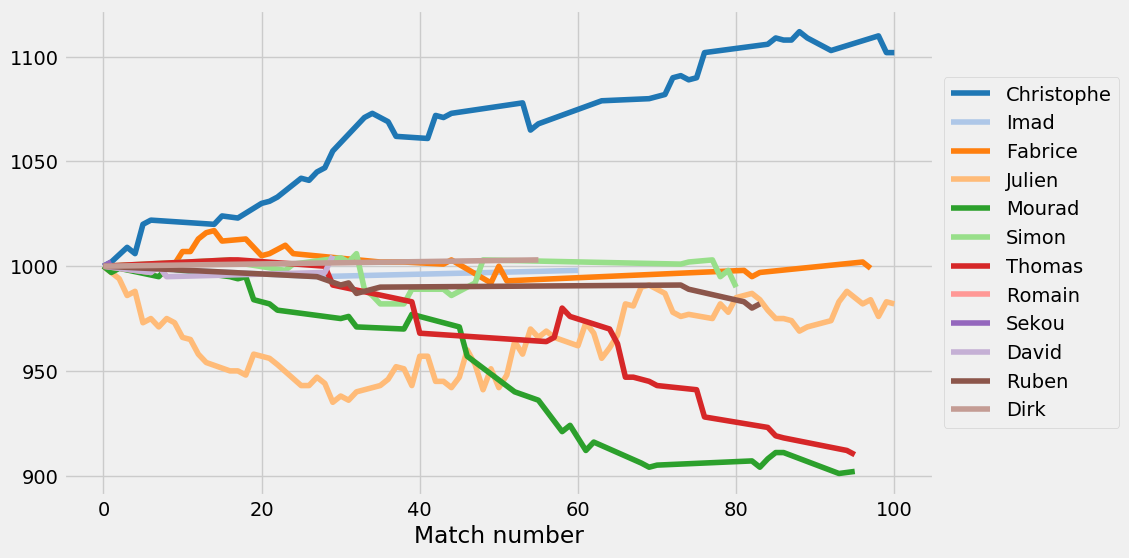 1100
1050
1000
950
900
0 20 40 60 80 100
Match number
Christophe
Imad
Fabrice
Julien
Mourad
Simon
Thomas
Romain
Sekou
David
Ruben
Dirk